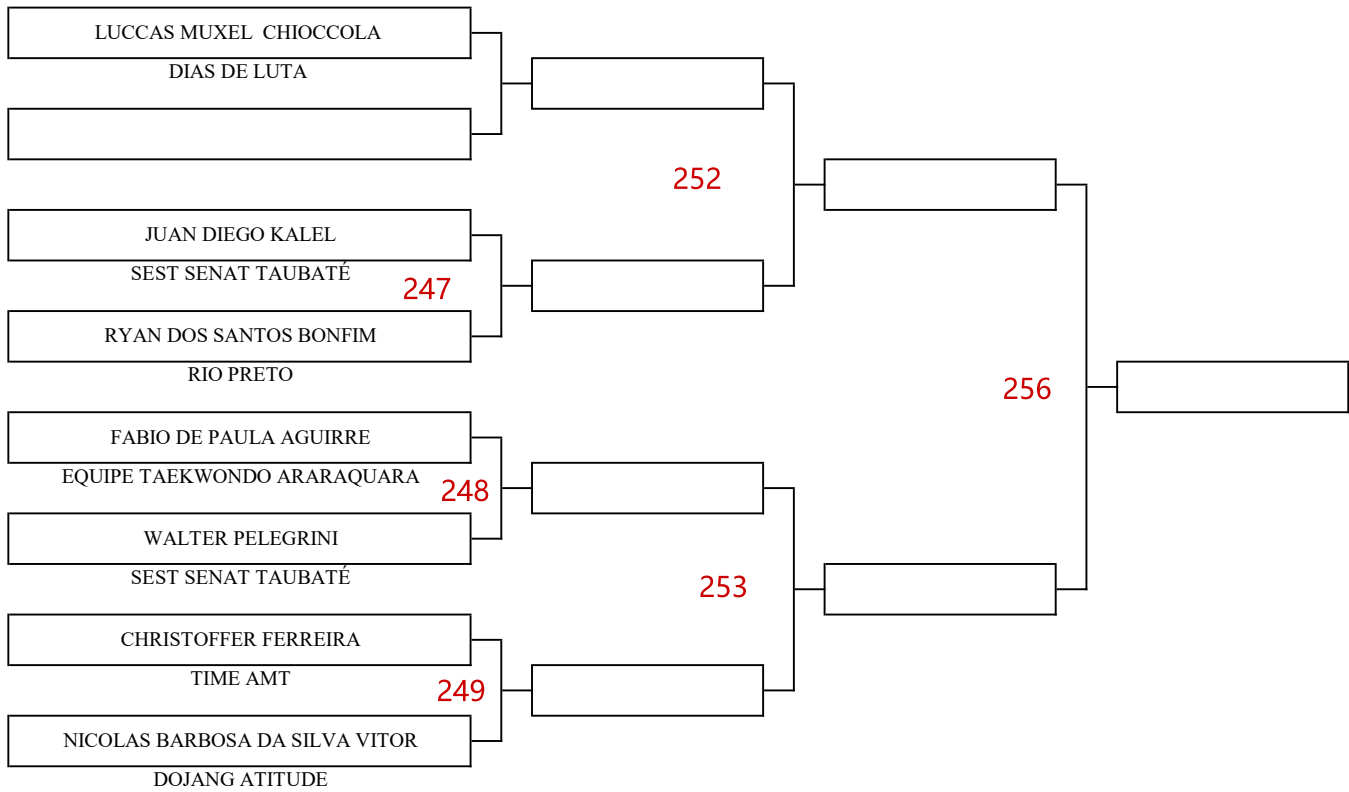 LUCCAS MUXEL  CHIOCCOLA
DIAS DE LUTA
252
JUAN DIEGO KALEL
SEST SENAT TAUBATÉ
247
RYAN DOS SANTOS BONFIM
RIO PRETO
256
FABIO DE PAULA AGUIRRE
EQUIPE TAEKWONDO ARARAQUARA
248
WALTER PELEGRINI
SEST SENAT TAUBATÉ
253
CHRISTOFFER FERREIRA
TIME AMT
249
NICOLAS BARBOSA DA SILVA VITOR
DOJANG ATITUDE